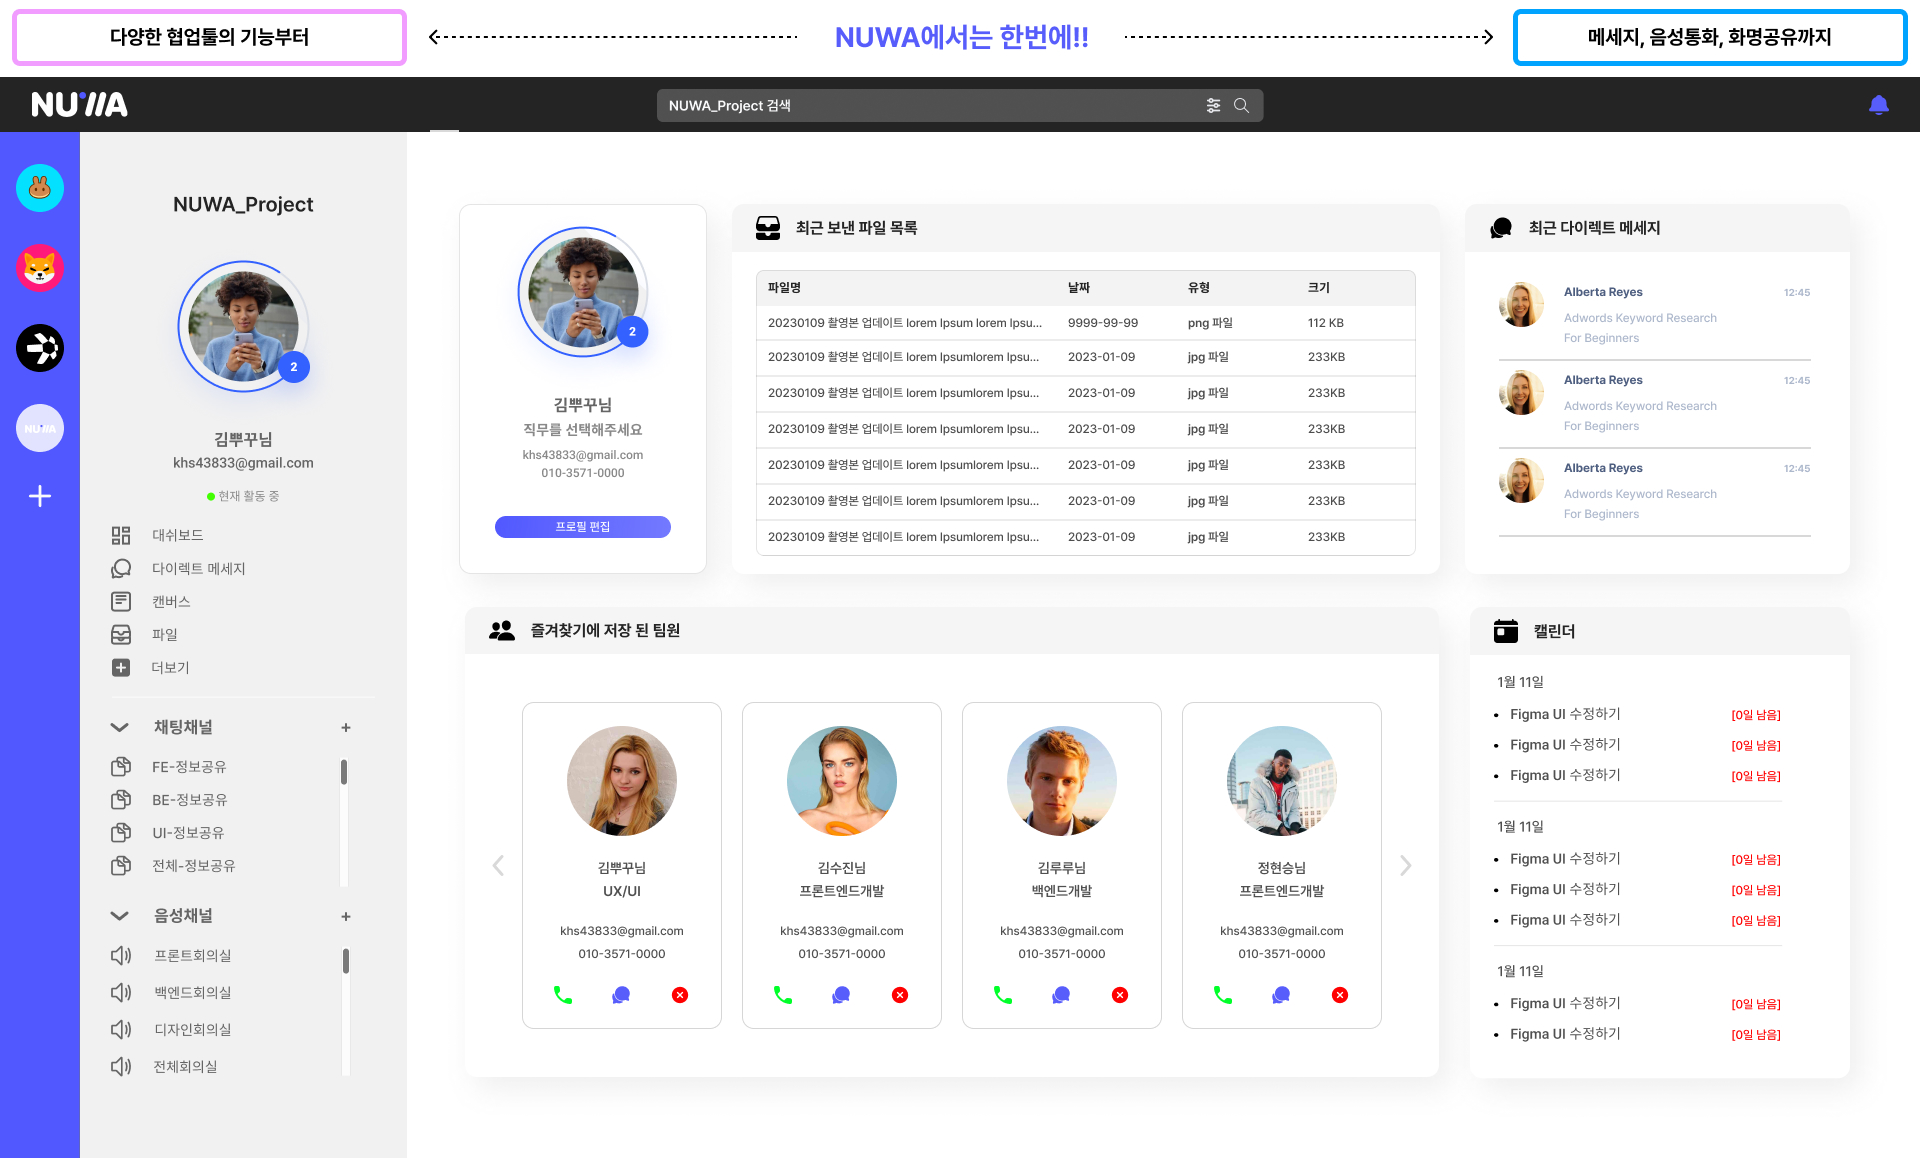 다양한 협업툴의 기능부터
NUWA에서는 한번에!!
메세지, 음성통화, 화명공유까지
NUWA
NUWA_Project 검색
NUWA
NUWA_Project
2
김뿌꾸님
khs43833@gmail.com
현재 활동 중
대쉬보드
다이렉트 메세지
캔버스
파일
더보기
채팅채널 +
FE-정보공유
BE-정보공유
UI-정보공유
전체-정보공유
음성채널 +
프론트회의실
백엔드회의실
디자인회의실
전체회의실
2
김뿌꾸님
직무를 선택해주세요
khs43833@gmail.com
010-3571-0000
프로필 편집
최근 보낸 파일 목록
파일명 날짜 유형 크기
20230109 촬영본 업데이트 lorem Ipsum lorem Ipsu... 9999-99-99 png 파일 112 KB
20230109 촬영본 업데이트 lorem Ipsumlorem Ipsu... 2023-01-09 jpg 파일 233KB
20230109 촬영본 업데이트 lorem Ipsumlorem Ipsu... 2023-01-09 jpg 파일 233KB
20230109 촬영본 업데이트 lorem Ipsumlorem Ipsu... 2023-01-09 jpg 파일 233KB
20230109 촬영본 업데이트 lorem Ipsumlorem Ipsu... 2023-01-09 jpg 파일 233KB
20230109 촬영본 업데이트 lorem Ipsumlorem Ipsu... 2023-01-09 jpg 파일 233KB
20230109 촬영본 업데이트 lorem Ipsumlorem Ipsu... 2023-01-09 jpg 파일 233KB
최근 다이렉트 메세지
Alberta Reyes 12:45
Adwords Keyword Research
For Beginners
Alberta Reyes 12:45
Adwords Keyword Research
For Beginners
Alberta Reyes 12:45
Adwords Keyword Research
For Beginners
즐겨찾기에 저장 된 팀원
김뿌꾸님
UX/UI
khs43833@gmail.com
010-3571-0000
김수진님
프론트엔드개발
khs43833@gmail.com
010-3571-0000
김루루님
백엔드개발
khs43833@gmail.com
010-3571-0000
정현승님
프론트엔드개발
khs43833@gmail.com
010-3571-0000
캘린더
1월 11일
Figma UI 수정하기 [0일 남음]
Figma UI 수정하기 [0일 남음]
Figma UI 수정하기 [0일 남음]
1월 11일
Figma UI 수정하기 [0일 남음]
Figma UI 수정하기 [0일 남음]
Figma UI 수정하기 [0일 남음]
1월 11일
Figma UI 수정하기 [0일 남음]
Figma UI 수정하기 [0일 남음]